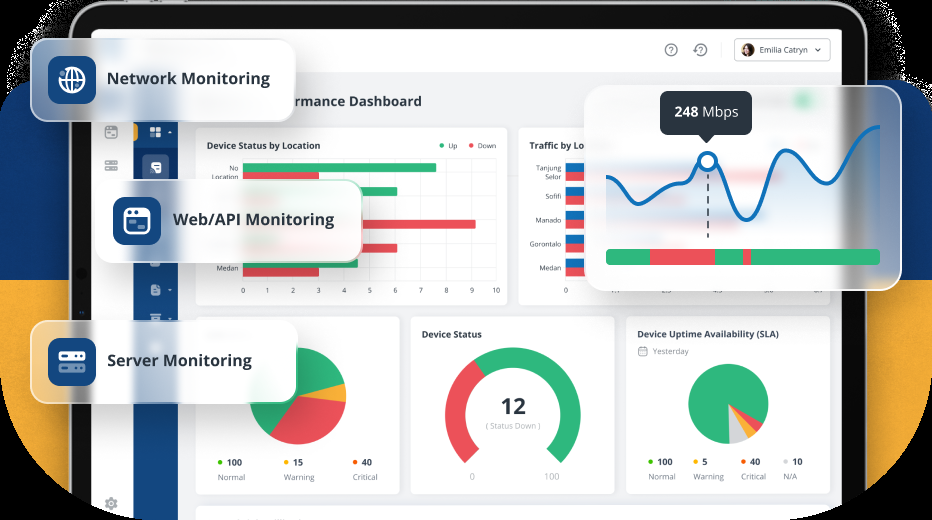 Emilia Catryn
Network Monitoring
Dashboard
248 Mbps
Device Status by Location
Up
Down
No
Location
Medan
0 1 2 3 4 5 6 7 8 9 10
Traffic by
Tanjung
Selor
Sofifi
Manado
Gorontalo
Medan
0
Web/API Monitoring
Server Monitoring
100
Normal
15
Warning
40
Critical
Device Status
12
( Status Down )
0 100
Device Uptime Availability (SLA)
Yesterday
100
Normal
5
Warning
40
Critical
10
N/A